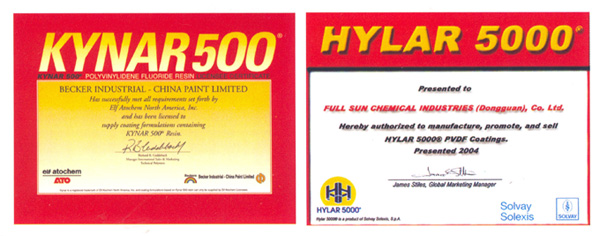 KYNAR500®
POLYVINYLIDENE FLUORIDE RESIN
BECKER INDUSTRIAL - CHINA PAINT LIMITED
Has successfully met all requirements set forth by
Elf Atochem North America, Inc.
and has been licensed to
supply coating formulations containing
KYNAR 500® Resin.
elf atochem
ATO
Becker Industrial - China Paint Limited
HYLAR 5000®
Presented to
FULL SUN CHEMICAL INDUSTRIES (Dongguan), Co. Ltd,
Hereby authorized to manufacture, promote, and sell
HYLAR 5000® PVDF Coatings.
Presented 2004
James Stiles, Global Marketing Manager
HYLAR 5000®
Hylar 5000® is a product of Solvay Solexis, S.p.A.
Solvay
Solexis
SOLVAY